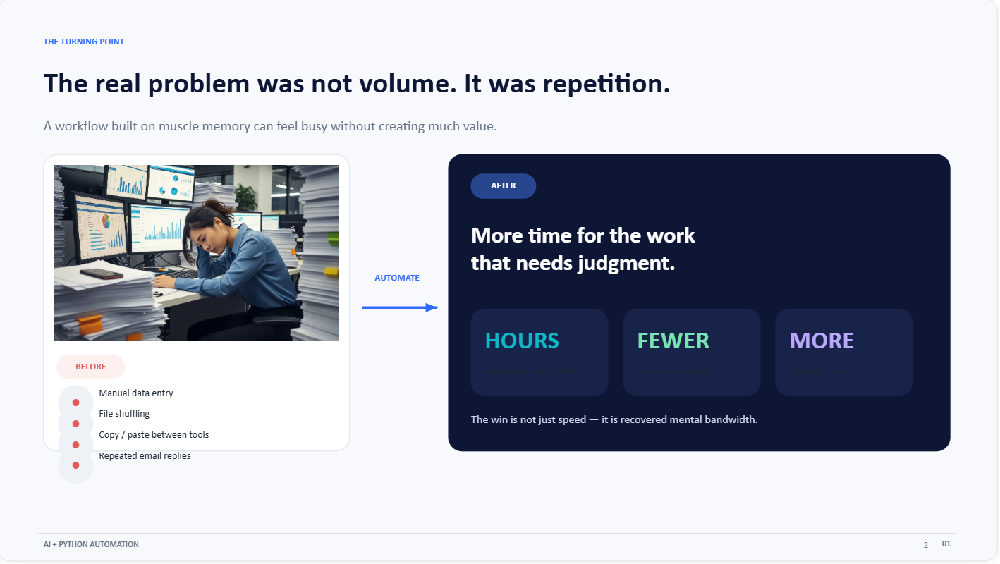 THE TURNING POINT
The real problem was not volume. It was repetition.
A workflow built on muscle memory can feel busy without creating much value.
BEFORE
Manual data entry
File shuffling
Copy / paste between tools
Repeated email replies
AUTOMATE
AFTER
More time for the work
that needs judgment.
HOURS
FEWER
MORE
The win is not just speed — it is recovered mental bandwidth.
AI + PYTHON AUTOMATION
2
01